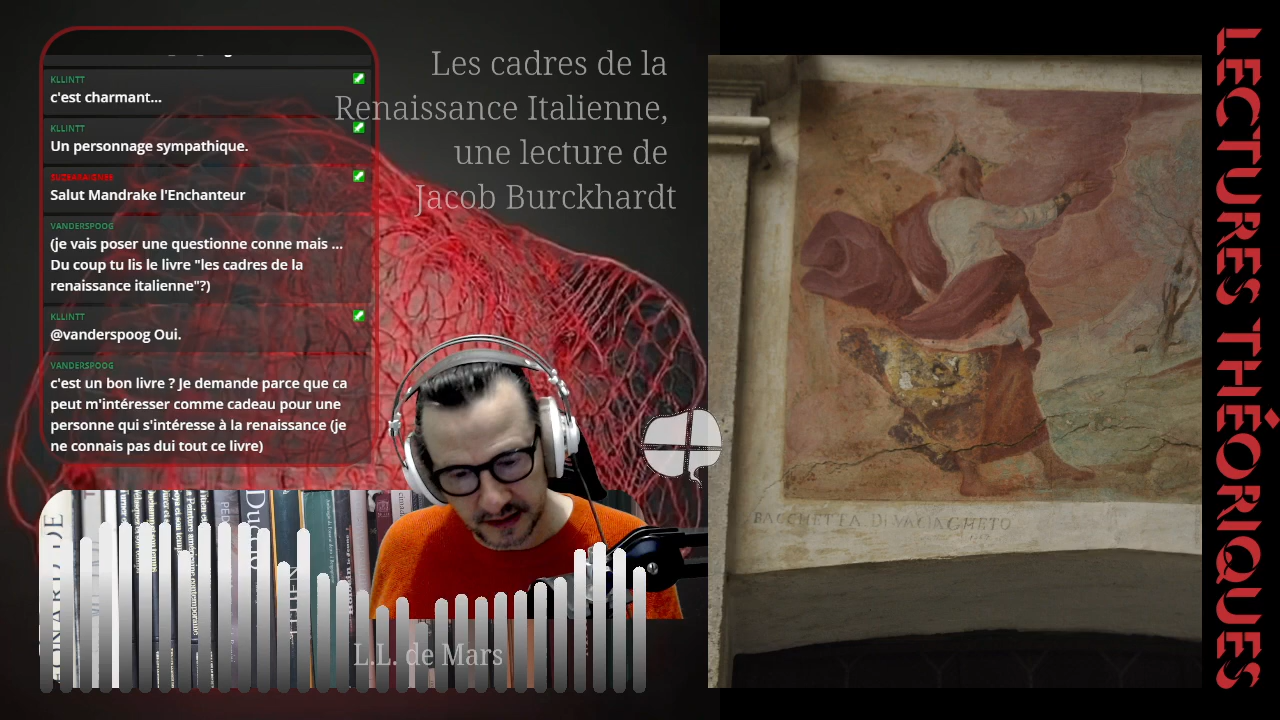 KLLINTT
c'est charmant...
KLLINTT
Un personnage sympathique.
SUZEARAIGNEE
Salut Mandrake l'Enchanteur
VANDERSPOOG
(je vais poser une questionne conne mais ...
Du coup tu lis le livre "les cadres de la
renaissance italienne"?)
KLLINTT
@vanderspoog Oui.
VANDERSPOOG
c'est un bon livre ? Je demande parce que ca
peut m'intéresser comme cadeau pour une
personne qui s'intéresse à la renaissance (je
ne connais pas dui tout ce livre)
Les cadres de la
Renaissance Italienne,
une lecture de
Jacob Burckhardt
L.L. de Mars
BACCHETTA DI
LECTURES THÉORIQUES